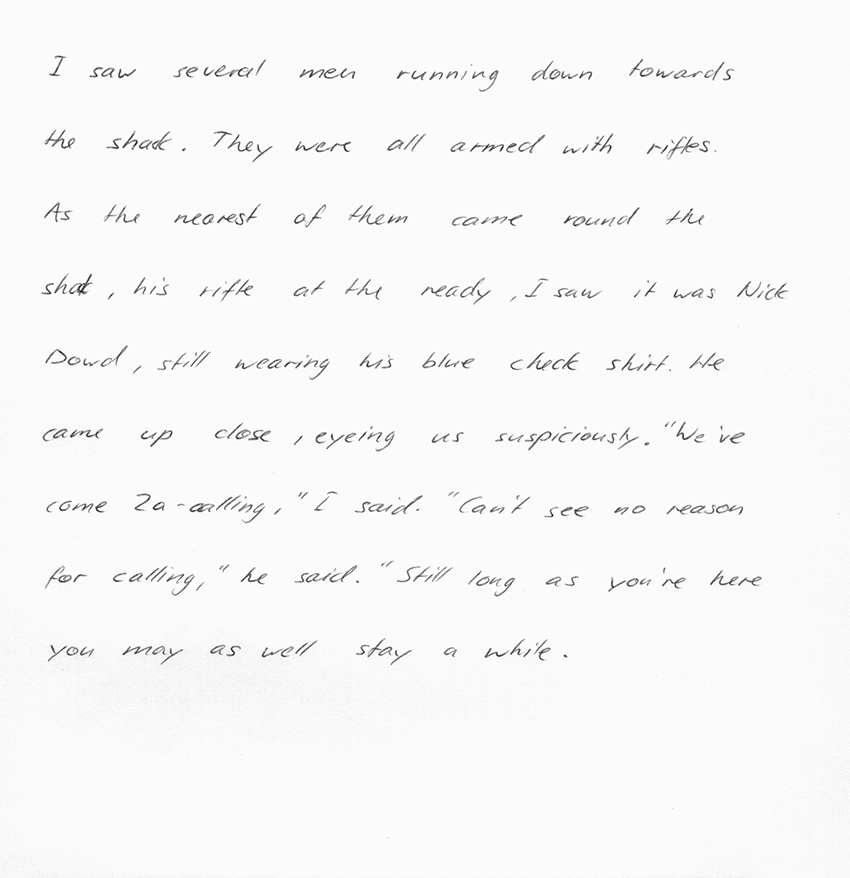 I saw several men running down towards
the shack. They were all armed with rifles.
As the nearest of them came round the
shack, his rifle at the ready, I saw it was Nick
Dowd, still wearing his blue check shirt. He
came up close, eyeing us suspiciously. "We've
come 2a-calling," I said. "Can't see no reason
for calling," he said. "Still long as you're here
you may as well stay a while.